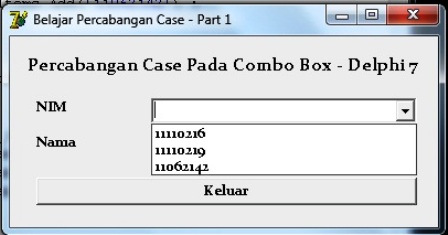 Belajar Percabangan Case - Part 1
Percabangan Case Pada Combo Box - Delphi 7
NIM
11110216
Nama
11110219
11062142
Keluar